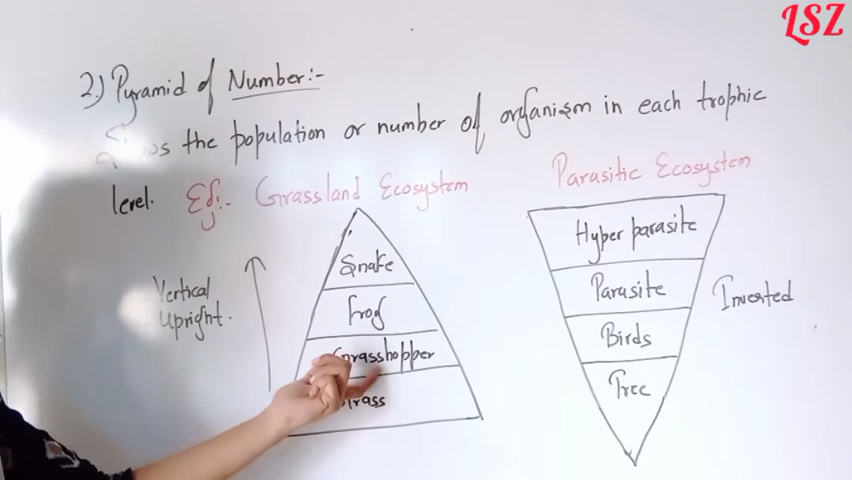 LSZ
2.) Pyramid of Number:-
the population or number of organism in each trophic
level. Eg:- Grassland Ecosystem
Parasitic Ecosystem
Vertical
Upright.
Snake
Frog
Grasshopper
Grass
Hyper parasite
Parasite
Birds
Tree
Inverted